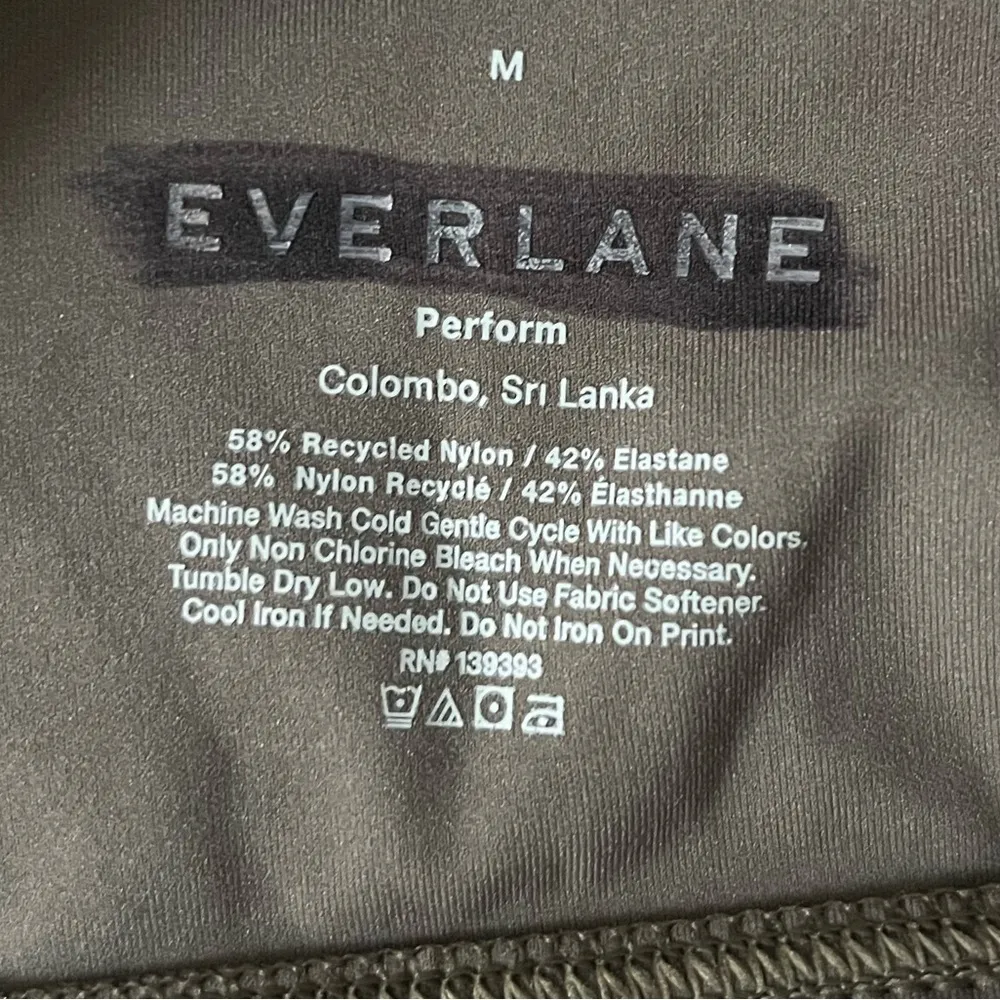 M
EVERLANE
Perform
Colombo, Sri Lanka
58% Recycled Nylon / 42% Elastane
58% Nylon Recyclé / 42% Élasthanne
Machine Wash Cold Gentle Cycle With Like Colors.
Only Non Chlorine Bleach When Necessary.
Tumble Dry Low. Do Not Use Fabric Softener.
Cool Iron If Needed. Do Not Iron On Print.
RN# 139393